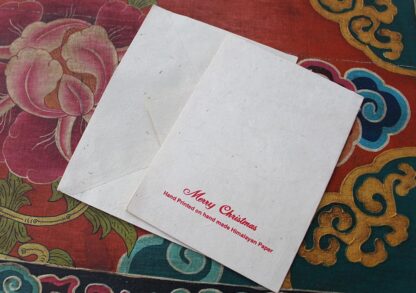 Merry Christmas
Hand Printed on hand made Himalayan Paper